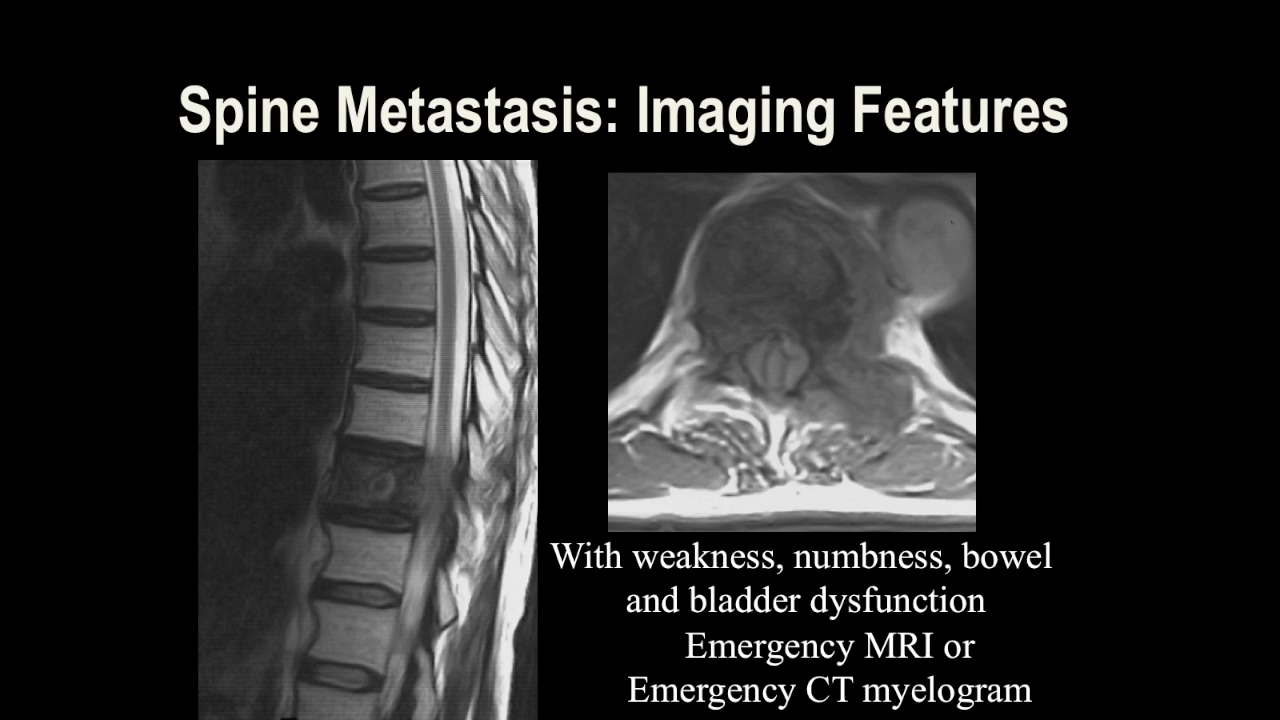 Spine Metastasis: Imaging Features
With weakness, numbness, bowel
and bladder dysfunction
Emergency MRI or
Emergency CT myelogram